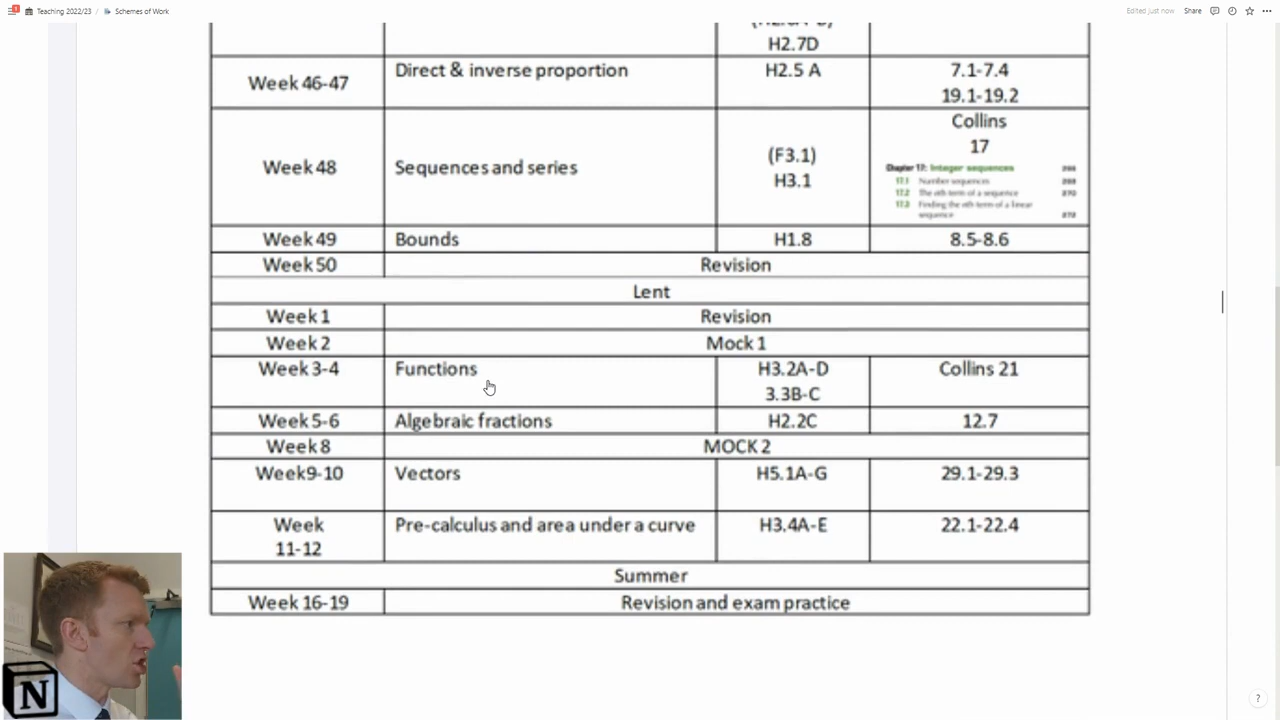 Teaching 2022/23 > Schemes of Work
Edited just now Share
H2.7D
Week 46-47 Direct & inverse proportion H2.5 A 7.1-7.4
19.1-19.2
Week 48 Sequences and series (F3.1)
H3.1
Collins
17
Chapter 17: Integer sequences
17.1 Number sequences
17.2 The nth term of a sequence 270
17.3 Finding the nth term of a linear
sequence 272
Week 49 Bounds H1.8 8.5-8.6
Week 50 Revision
Lent
Week 1 Revision
Week 2 Mock 1
Week 3-4 Functions H3.2A-D Collins 21
3.3B-C
Week 5-6 Algebraic fractions H2.2C 12.7
Week 8 MOCK 2
Week9-10 Vectors H5.1A-G 29.1-29.3
Week Pre-calculus and area under a curve H3.4A-E 22.1-22.4
11-12
Summer
Week 16-19 Revision and exam practice
N
?